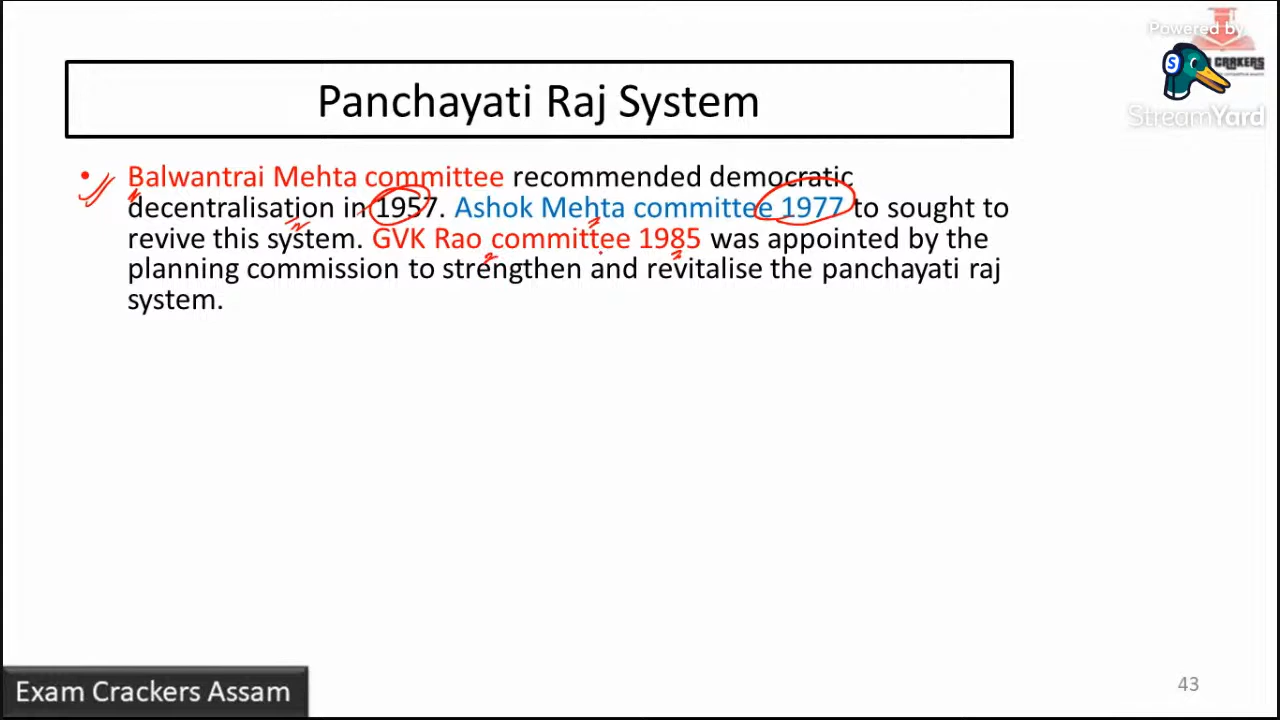 Powered by
CRAKERS
StreamYard
Panchayati Raj System
• Balwantrai Mehta committee recommended democratic
decentralisation in 1957. Ashok Mehta committee 1977 to sought to
revive this system. GVK Rao committee 1985 was appointed by the
planning commission to strengthen and revitalise the panchayati raj
system.
Exam Crackers Assam
43